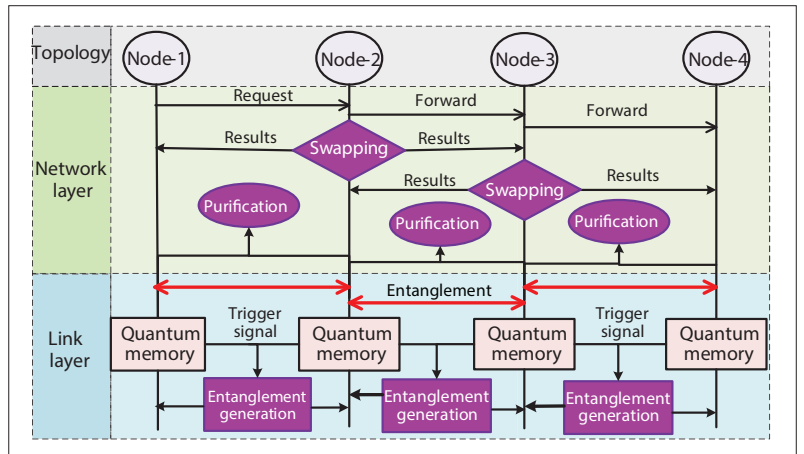 Topology
Node-1
Node-2
Node-3
Node-4
Network
layer
Request
Forward
Forward
Results
Swapping
Results
Results
Swapping
Results
Purification
Purification
Purification
Entanglement
Link
layer
Quantum
memory
Trigger
signal
Quantum
memory
Quantum
memory
Trigger
signal
Quantum
memory
Entanglement
generation
Entanglement
generation
Entanglement
generation